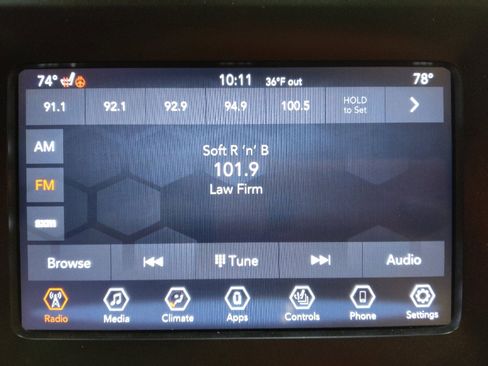 74° 10:11 36°F out 78°
91.1 92.1 92.9 94.9 100.5 HOLD to Set
AM
Soft R 'n' B
101.9
FM
Law Firm
Browse Tune Audio
Radio Media Climate Apps Controls Phone Settings